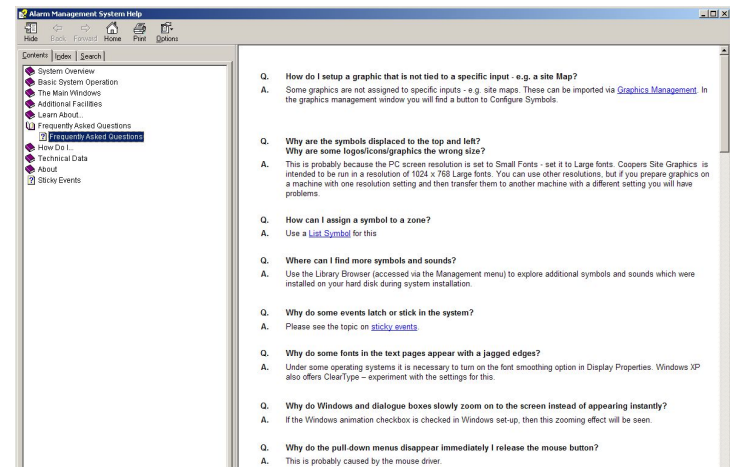 Alarm Management System Help
Hide Back Forward Home Print Options
Contents Index Search
System Overview
Basic System Operation
The Main Windows
Additional Facilities
Learn About...
Frequently Asked Questions
Frequently Asked Questions
How Do I...
Technical Data
About
Sticky Events
Q. How do I setup a graphic that is not tied to a specific input - e.g. a site Map?
A. Some graphics are not assigned to specific inputs - e.g. site maps. These can be imported via Graphics Management. In
the graphics management window you will find a button to Configure Symbols.
Q. Why are the symbols displaced to the top and left?
Why are some logos/icons/graphics the wrong size?
A. This is probably because the PC screen resolution is set to Small Fonts - set it to Large fonts. Coopers Site Graphics is
intended to be run in a resolution of 1024 x 768 Large fonts. You can use other resolutions, but if you prepare graphics on
a machine with one resolution setting and then transfer them to another machine with a different setting you will have
problems.
Q. How can I assign a symbol to a zone?
A. Use a List Symbol for this
Q. Where can I find more symbols and sounds?
A. Use the Library Browser (accessed via the Management menu) to explore additional symbols and sounds which were
installed on your hard disk during system installation.
Q. Why do some events latch or stick in the system?
A. Please see the topic on sticky events.
Q. Why do some fonts in the text pages appear with a jagged edges?
A. Under some operating systems it is necessary to turn on the font smoothing option in Display Properties. Windows XP
also offers ClearType – experiment with the settings for this.
Q. Why do Windows and dialogue boxes slowly zoom on to the screen instead of appearing instantly?
A. If the Windows animation checkbox is checked in Windows set-up, then this zooming effect will be seen.
Q. Why do the pull-down menus disappear immediately I release the mouse button?
A. This is probably caused by the mouse driver.